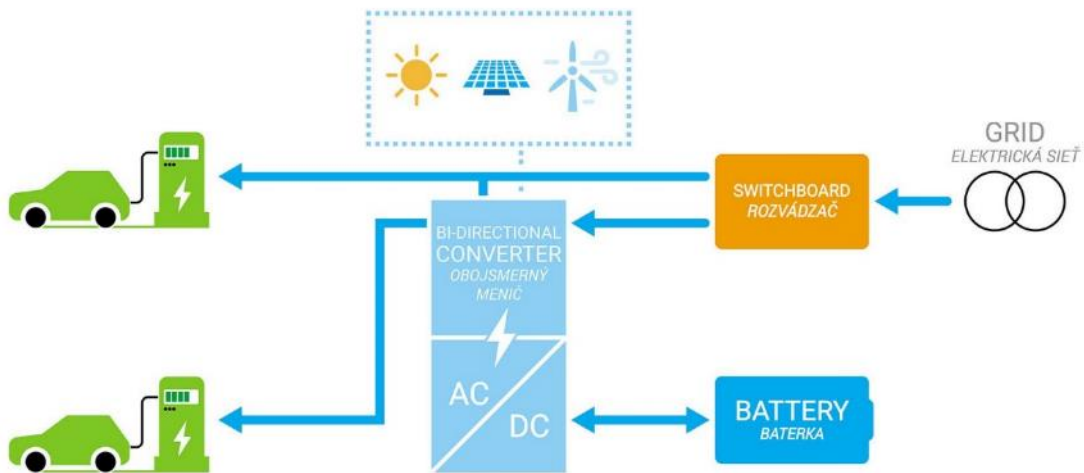 GRID
ELEKTRICKÁ SIEŤ
SWITCHBOARD
ROZVÁDZAČ
BI-DIRECTIONAL
CONVERTER
OBOJSMERNÝ
MENIČ
AC
DC
BATTERY
BATERKA